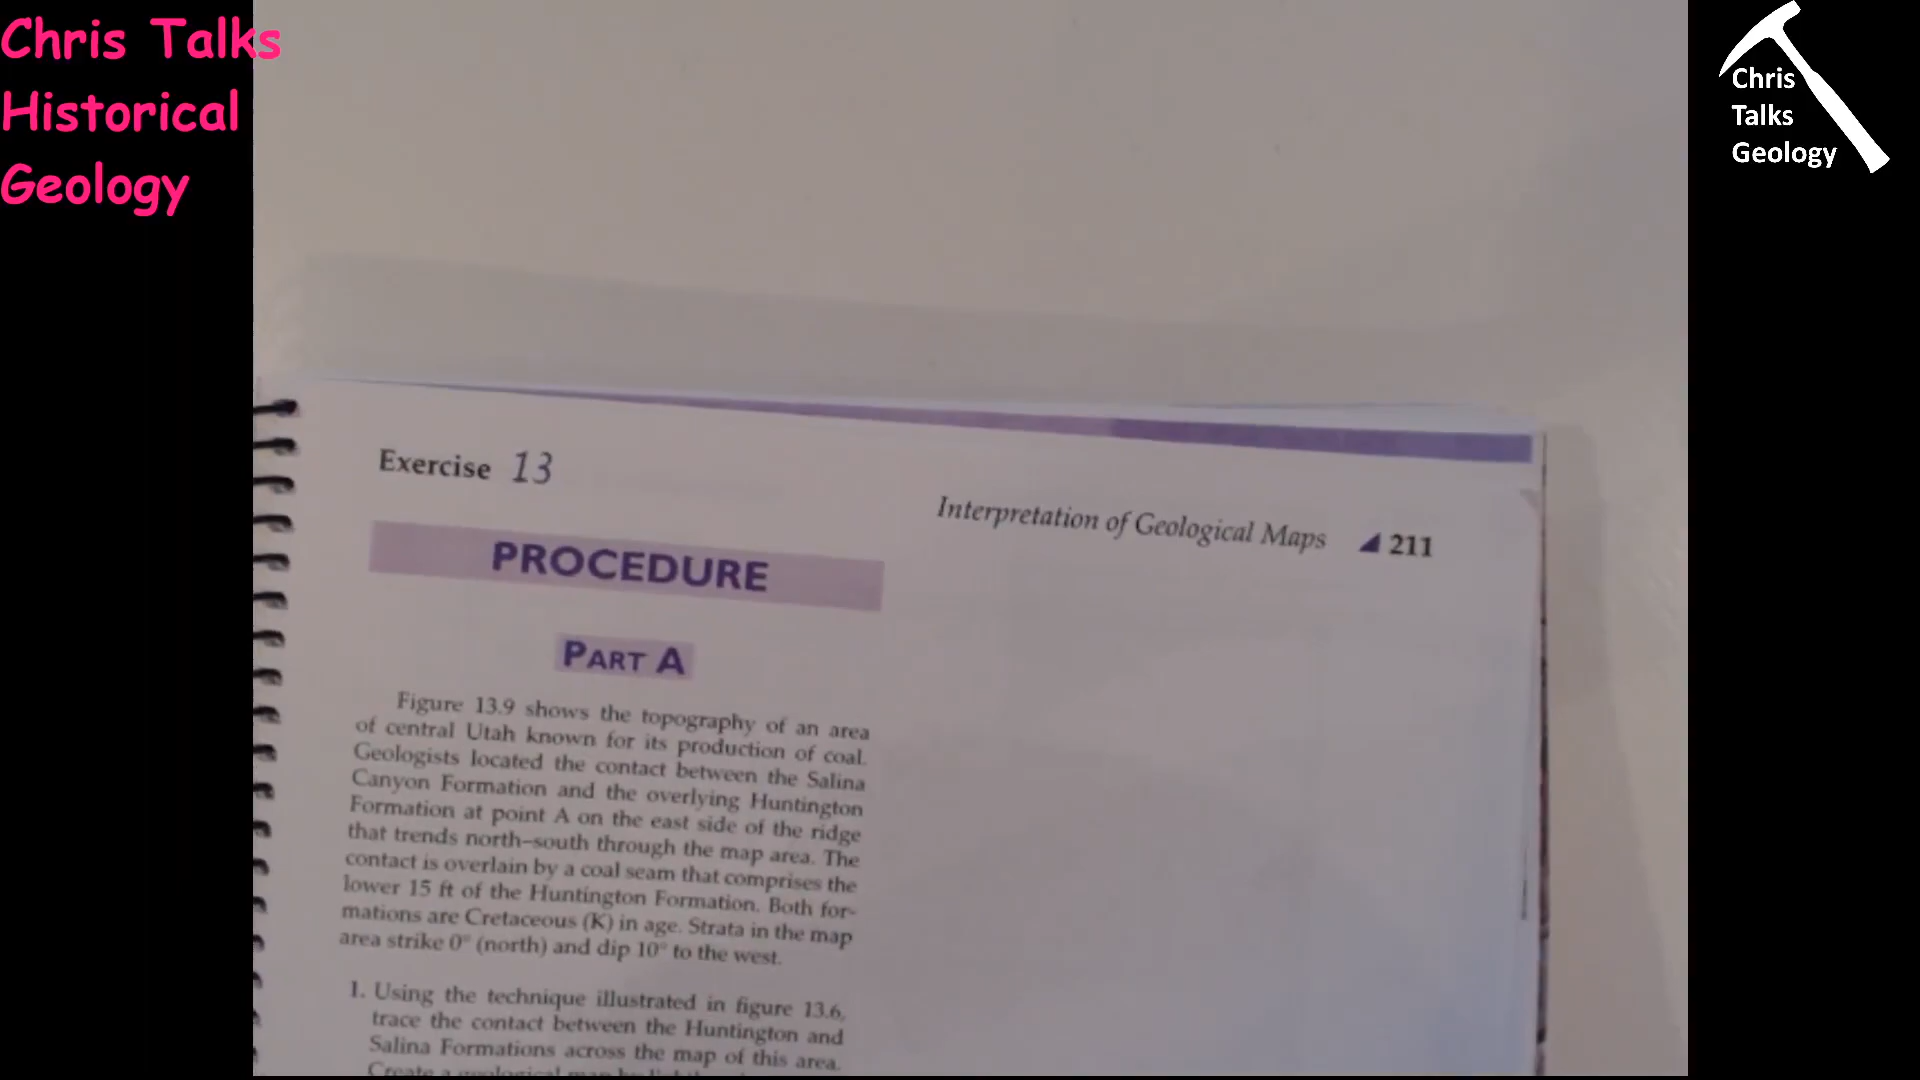 Chris Talks
Historical
Geology
Chris
Talks
Geology
Exercise 13
Interpretation of Geological Maps 211
PROCEDURE
PART A
Figure 13.9 shows the topography of an area
of central Utah known for its production of coal.
Geologists located the contact between the Salina
Canyon Formation and the overlying Huntington
Formation at point A on the east side of the ridge
that trends north–south through the map area. The
contact is overlain by a coal seam that comprises the
lower 15 ft of the Huntington Formation. Both for-
mations are Cretaceous (K) in age. Strata in the map
area strike 0° (north) and dip 10° to the west.
1. Using the technique illustrated in figure 13.6,
trace the contact between the Huntington and
Salina Formations across the map of this area.
Create a geological map by